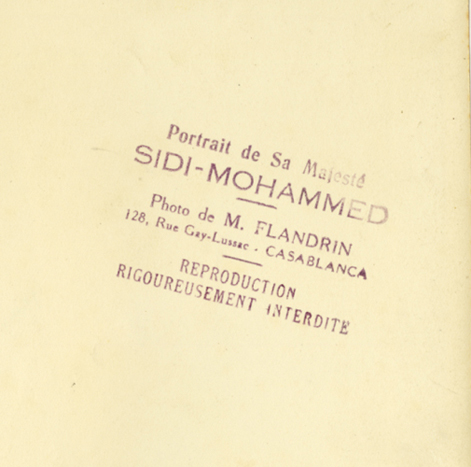 Portrait de Sa Majesté
SIDI-MOHAMMED
Photo de M. FLANDRIN
128, Rue Gay-Lussac - CASABLANCA
REPRODUCTION
RIGOUREUSEMENT INTERDITE